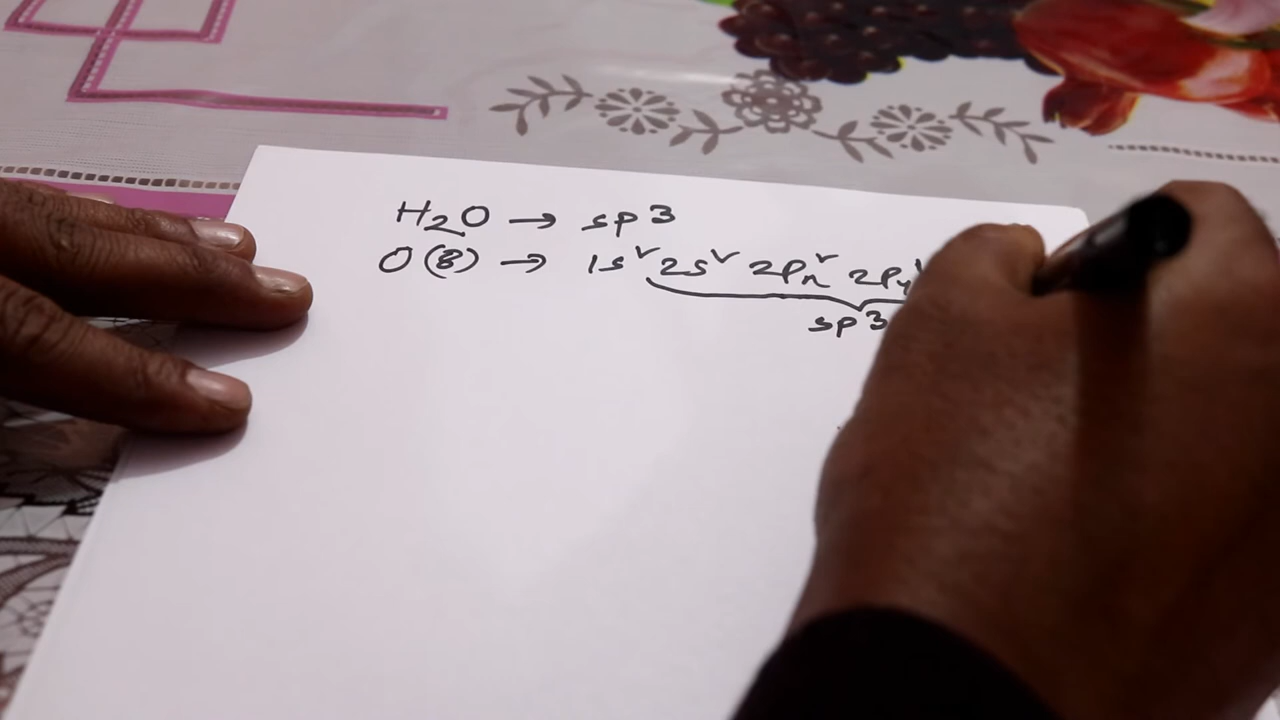 H2O → sp3
O (8) → 1s² 2s² 2px² 2py
sp3